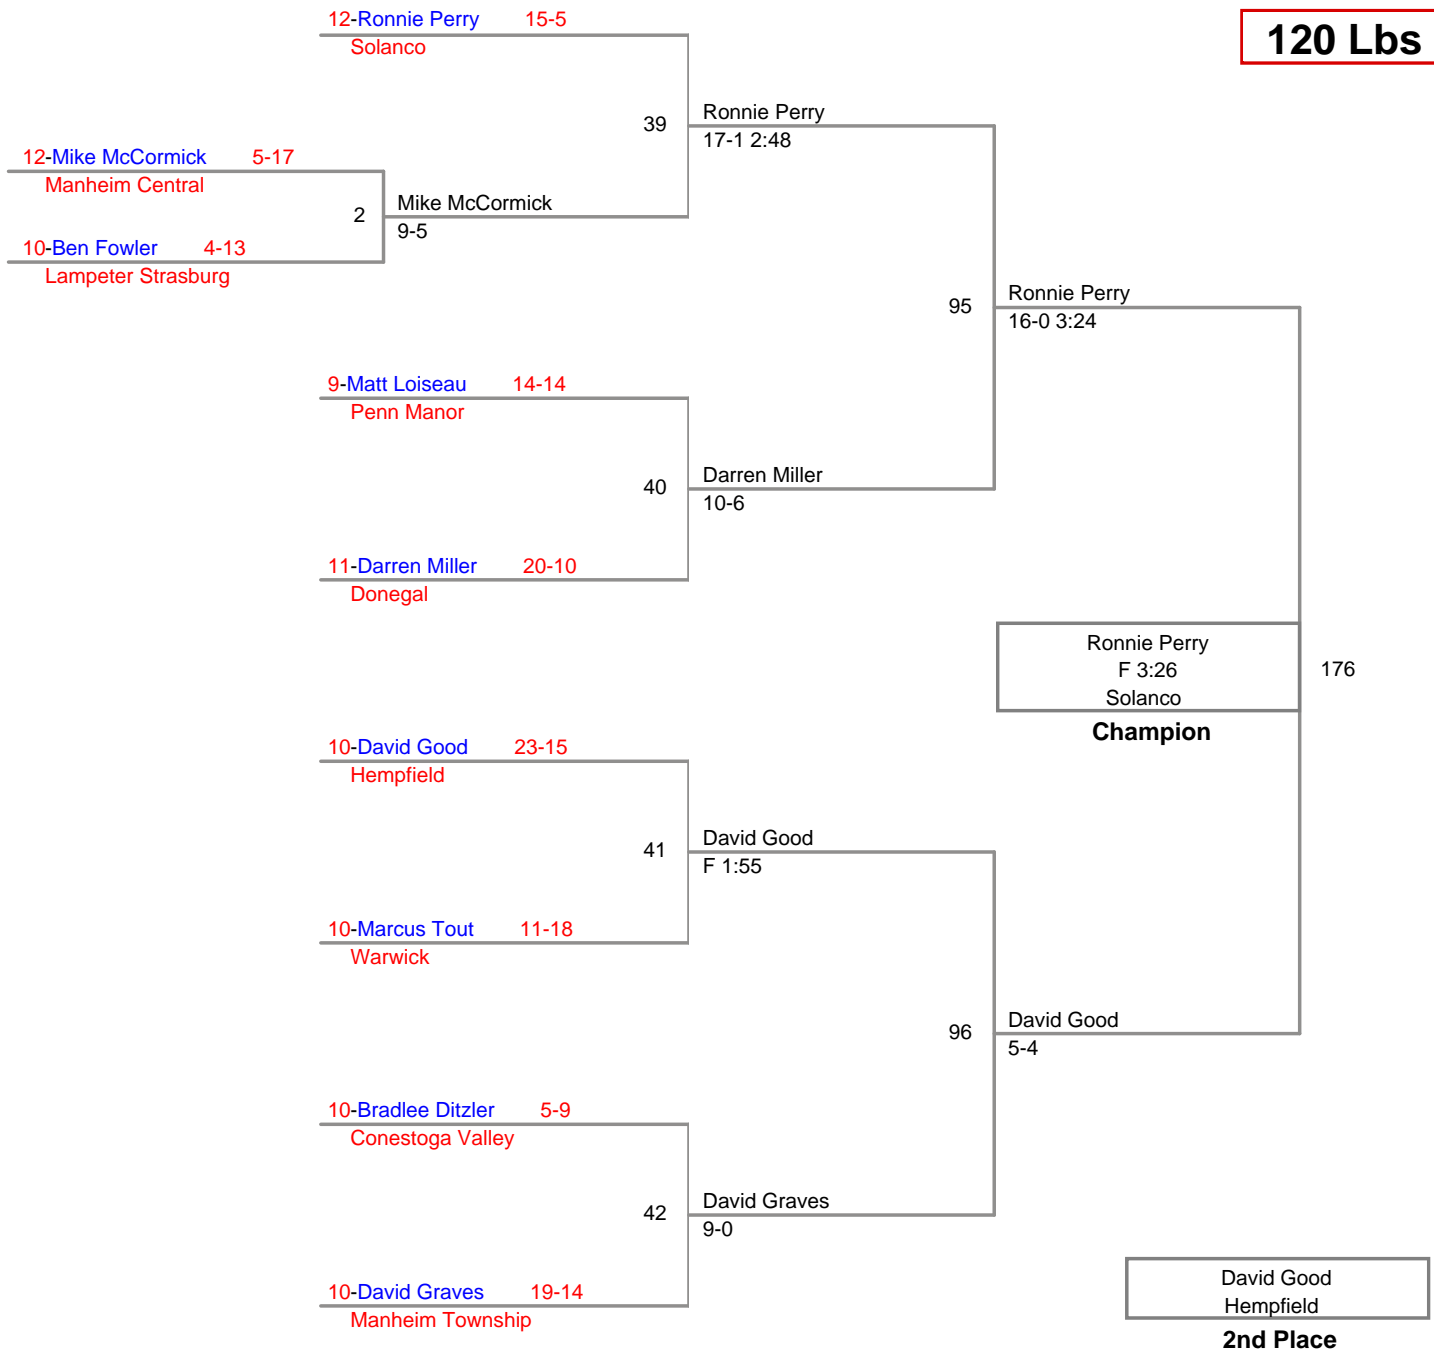 12-Ronnie Perry 15-5
Solanco
120 Lbs
39
Ronnie Perry
17-1 2:48
12-Mike McCormick 5-17
Manheim Central
2
Mike McCormick
9-5
10-Ben Fowler 4-13
Lampeter Strasburg
95
Ronnie Perry
16-0 3:24
9-Matt Loiseau 14-14
Penn Manor
40
Darren Miller
10-6
11-Darren Miller 20-10
Donegal
Ronnie Perry
F 3:26
Solanco
176
Champion
10-David Good 23-15
Hempfield
41
David Good
F 1:55
10-Marcus Tout 11-18
Warwick
96
David Good
5-4
10-Bradlee Ditzler 5-9
Conestoga Valley
42
David Graves
9-0
10-David Graves 19-14
Manheim Township
David Good
Hempfield
2nd Place